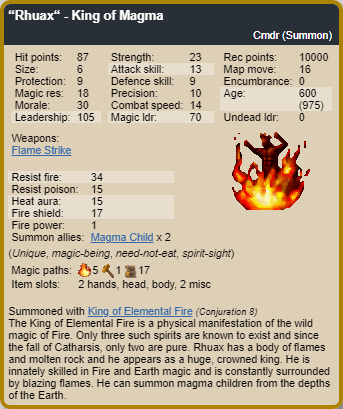 “Rhuax“ - King of Magma
Cmdr (Summon)
Hit points: 87 Strength: 23 Rec points: 10000
Size: 6 Attack skill: 13 Map move: 16
Protection: 9 Defence skill: 9 Encumbrance: 0
Magic res: 18 Precision: 10 Age: 600
Morale: 30 Combat speed: 14 (975)
Leadership: 105 Magic ldr: 70 Undead ldr: 0
Weapons:
Flame Strike
Resist fire: 34
Resist poison: 15
Heat aura: 15
Fire shield: 17
Fire power: 1
Summon allies: Magma Child x 2
(Unique, magic-being, need-not-eat, spirit-sight)
Magic paths: 5 1 17
Item slots: 2 hands, head, body, 2 misc
Summoned with King of Elemental Fire (Conjuration 8)
The King of Elemental Fire is a physical manifestation of the wild
magic of Fire. Only three such spirits are known to exist and since
the fall of Catharsis, only two are pure. Rhuax has a body of flames
and molten rock and he appears as a huge, crowned king. He is
innately skilled in Fire and Earth magic and is constantly surrounded
by blazing flames. He can summon magma children from the depths
of the Earth.